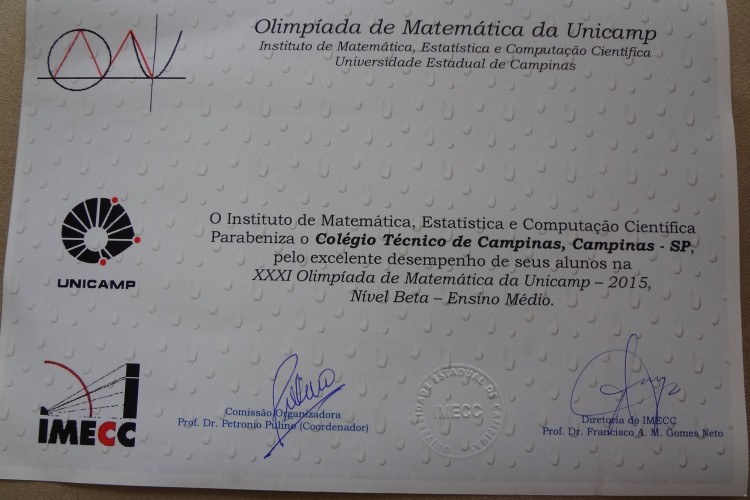 Olimpíada de Matemática da Unicamp
Instituto de Matemática, Estatística e Computação Científica
Universidade Estadual de Campinas
O Instituto de Matemática, Estatística e Computação Científica
Parabeniza o Colégio Técnico de Campinas, Campinas - SP,
pelo excelente desempenho de seus alunos na
XXXI Olimpíada de Matemática da Unicamp – 2015,
Nível Beta – Ensino Médio.
UNICAMP
IMECC
Comissão Organizadora
Prof. Dr. Petronio Pulino (Coordenador)
IMECC
Diretoria do IMECC
Prof. Dr. Francisco A. M. Gomes Neto